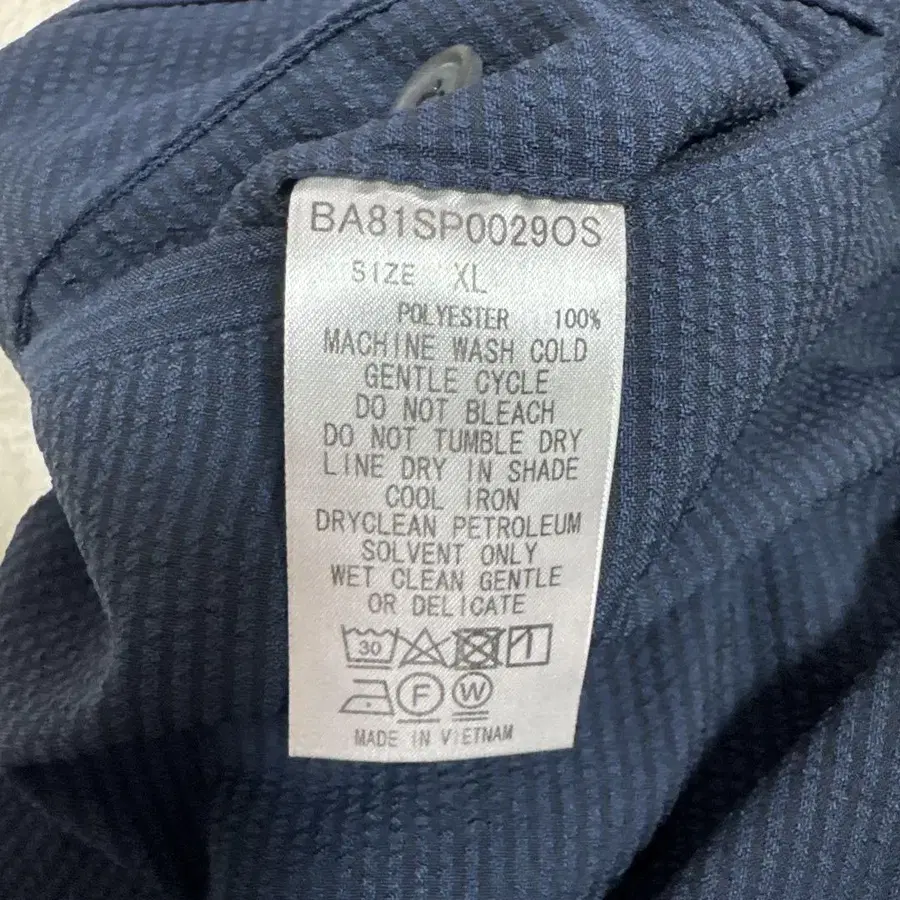 BA81SP0029OS
SIZE XL
POLYESTER 100%
MACHINE WASH COLD
GENTLE CYCLE
DO NOT BLEACH
DO NOT TUMBLE DRY
LINE DRY IN SHADE
COOL IRON
DRYCLEAN PETROLEUM
SOLVENT ONLY
WET CLEAN GENTLE
OR DELICATE
30
F W
MADE IN VIETNAM